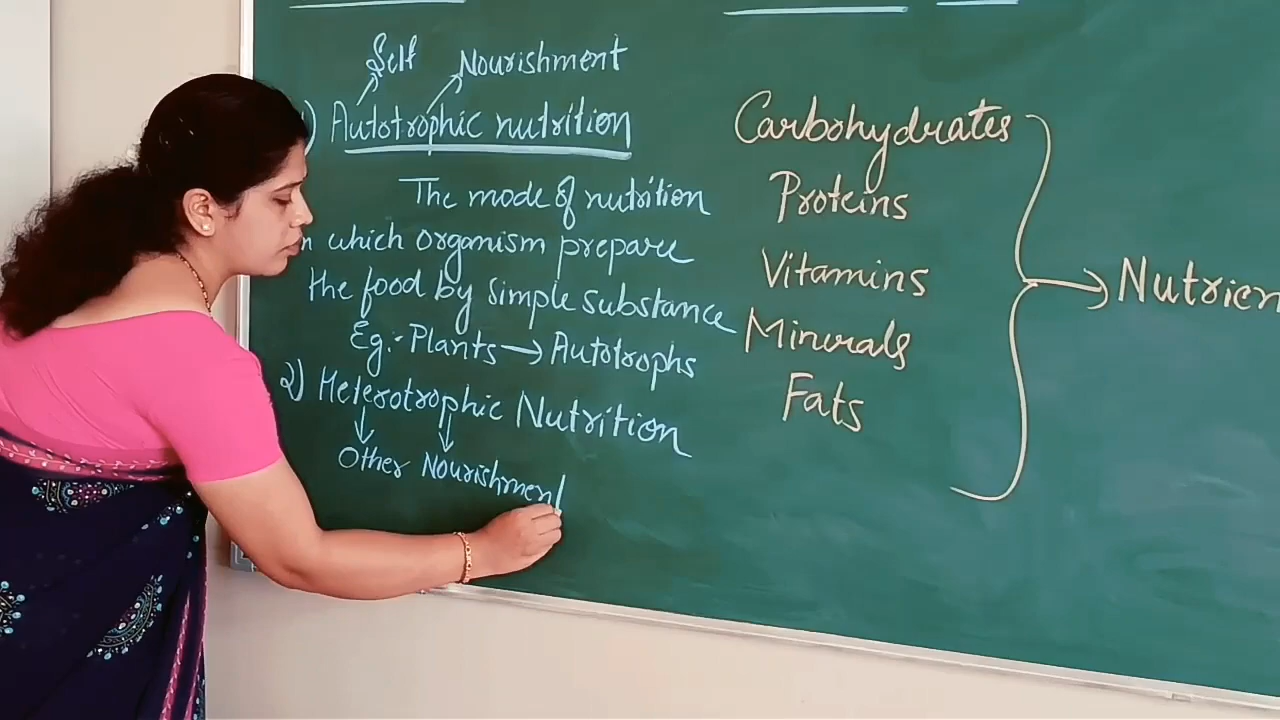 Self Nourishment
) Autotrophic nutrition
The mode of nutrition
n which organism prepare
the food by simple substance
Eg:- Plants → Autotrophs
2) Heterotrophic Nutrition
Other Nourishment
Carbohydrates
Proteins
Vitamins
Minerals
Fats
→ Nutrien